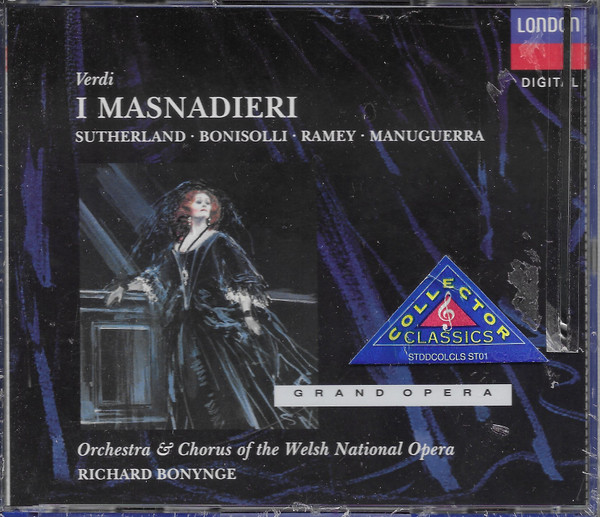 LONDON
DIGITAL
Verdi
I MASNADIERI
SUTHERLAND · BONISOLLI · RAMEY · MANUGUERRA
COLLECTOR
CLASSICS
STDDCOLCLS ST01
GRAND OPERA
Orchestra & Chorus of the Welsh National Opera
RICHARD BONYNGE